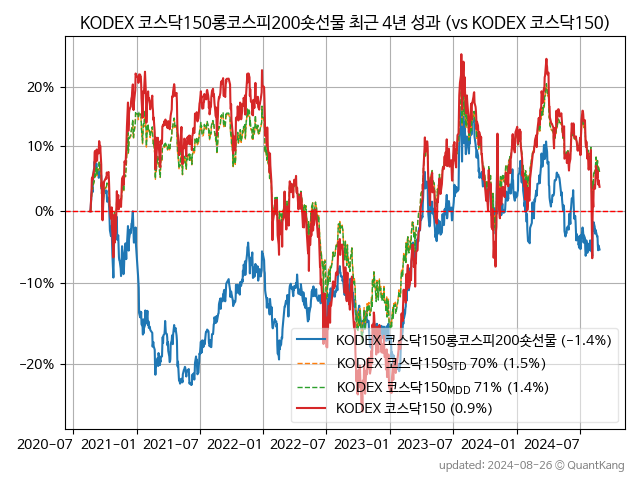 KODEX 코스닥150롱코스피200숏선물 최근 4년 성과 (vs KODEX 코스닥150)
20%
10%
0%
−10%
−20%
KODEX 코스닥150롱코스피200숏선물 (−1.4%)
KODEX 코스닥150STD 70% (1.5%)
KODEX 코스닥150MDD 71% (1.4%)
KODEX 코스닥150 (0.9%)
2020-07 2021-01 2021-07 2022-01 2022-07 2023-01 2023-07 2024-01 2024-07
updated: 2024-08-26 © QuantKang